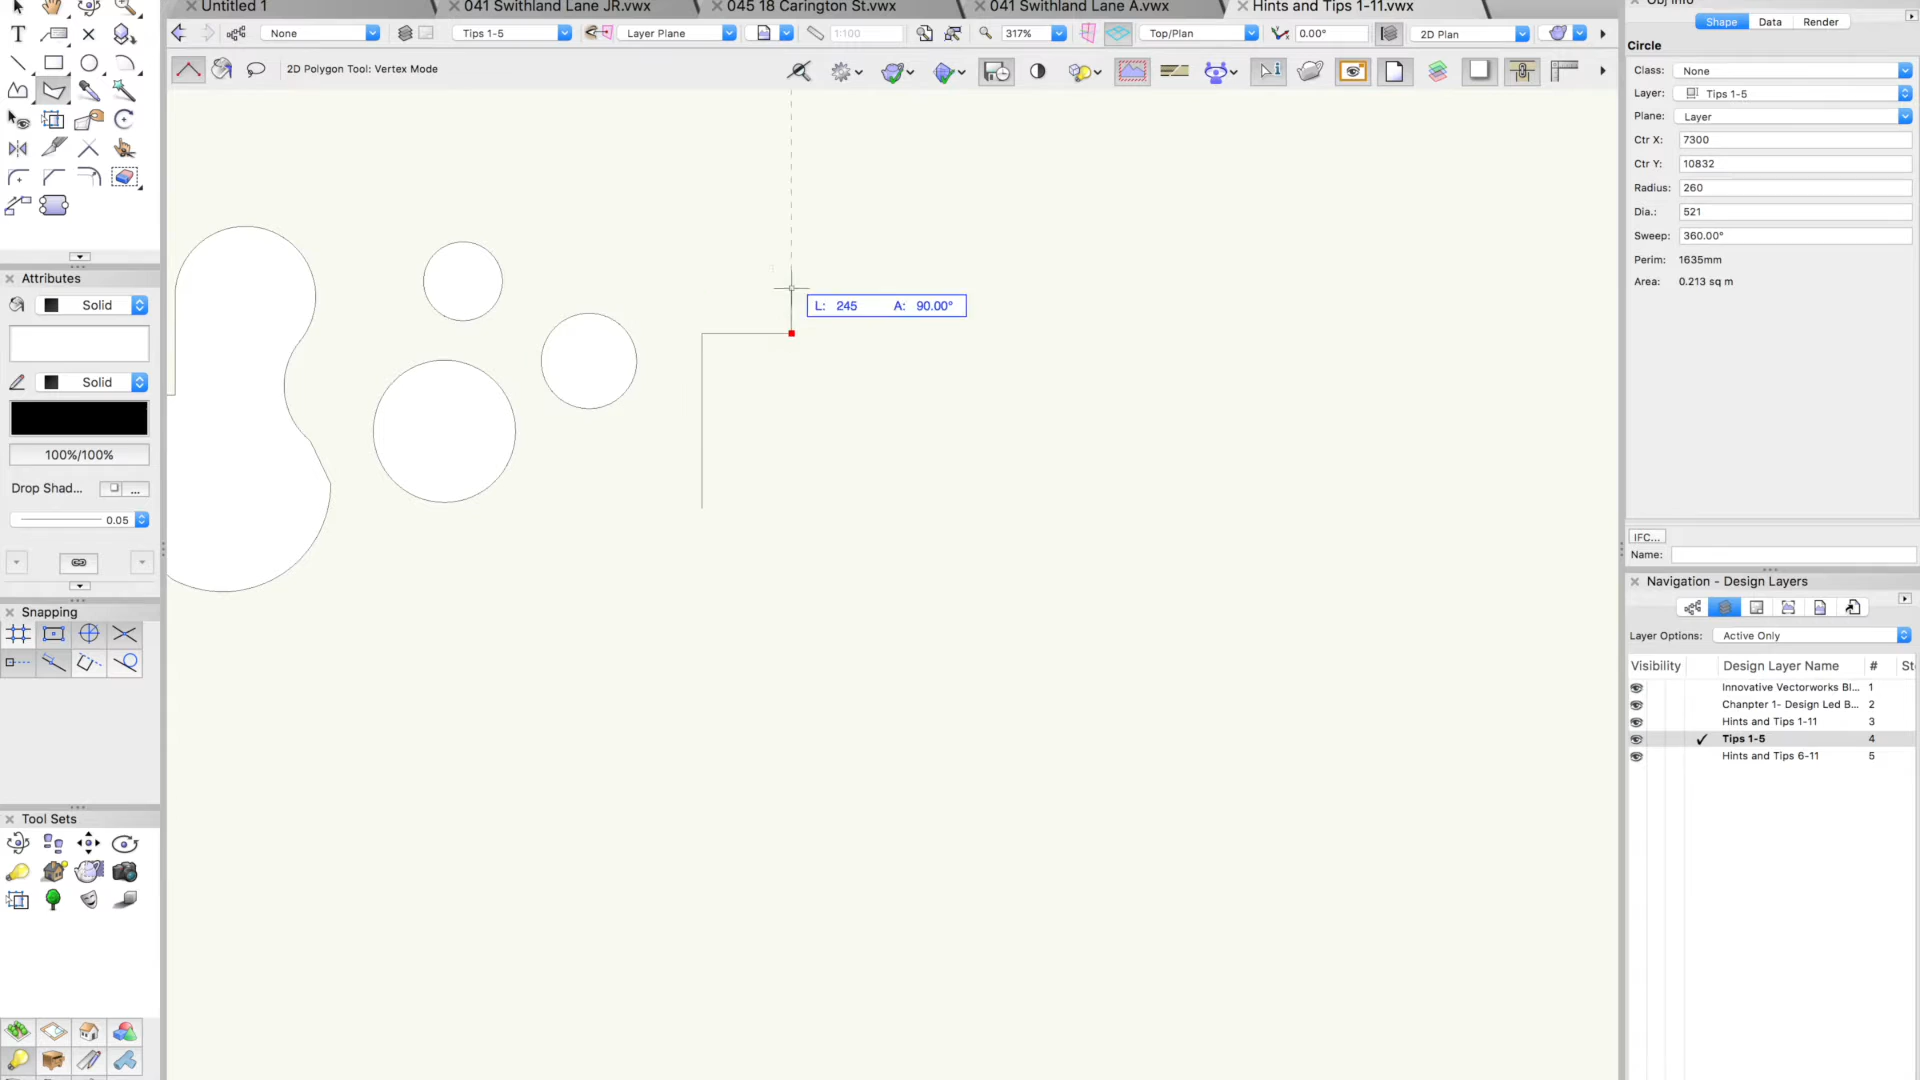 Untitled 1
041 Swithland Lane JR.vwx
045 18 Carington St.vwx
041 Swithland Lane A.vwx
Hints and Tips 1-11.vwx
None
Tips 1-5
Layer Plane
1:100
317%
Top/Plan
0.00°
2D Plan
2D Polygon Tool: Vertex Mode
L: 245 A: 90.00°
Attributes
Solid
Solid
100%/100%
Drop Shad...
...
0.05
Snapping
Tool Sets
Obj Info
Shape
Data
Render
Circle
Class: None
Layer: Tips 1-5
Plane: Layer
Ctr X: 7300
Ctr Y: 10832
Radius: 260
Dia.: 521
Sweep: 360.00°
Perim: 1635mm
Area: 0.213 sq m
IFC...
Name:
Navigation - Design Layers
Layer Options: Active Only
Visibility Design Layer Name # St
Innovative Vectorworks Bl... 1
Chanpter 1- Design Led B... 2
Hints and Tips 1-11 3
Tips 1-5 4
Hints and Tips 6-11 5